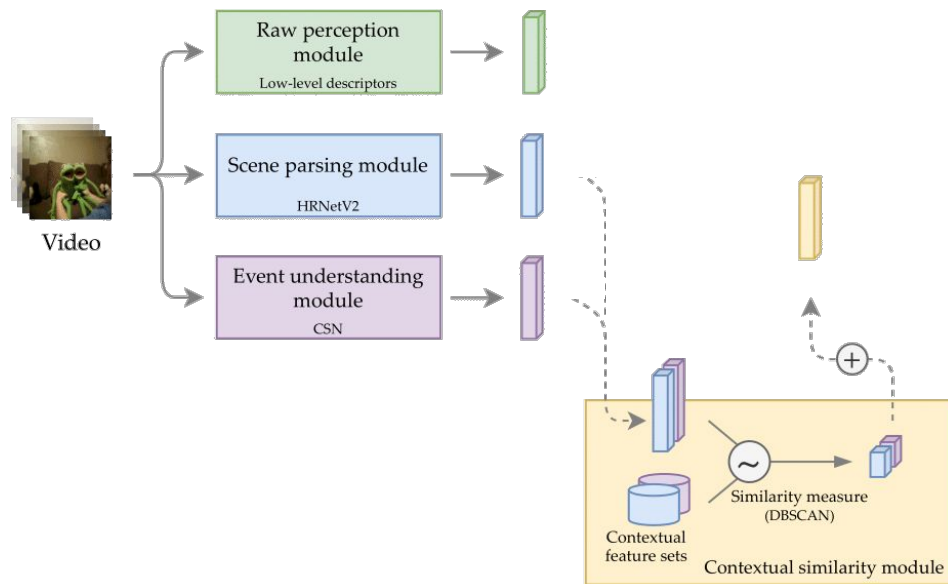 Raw perception
module
Low-level descriptors
Scene parsing module
HRNetV2
Video
Event understanding
module
CSN
+
~
Similarity measure
(DBSCAN)
Contextual
feature sets
Contextual similarity module